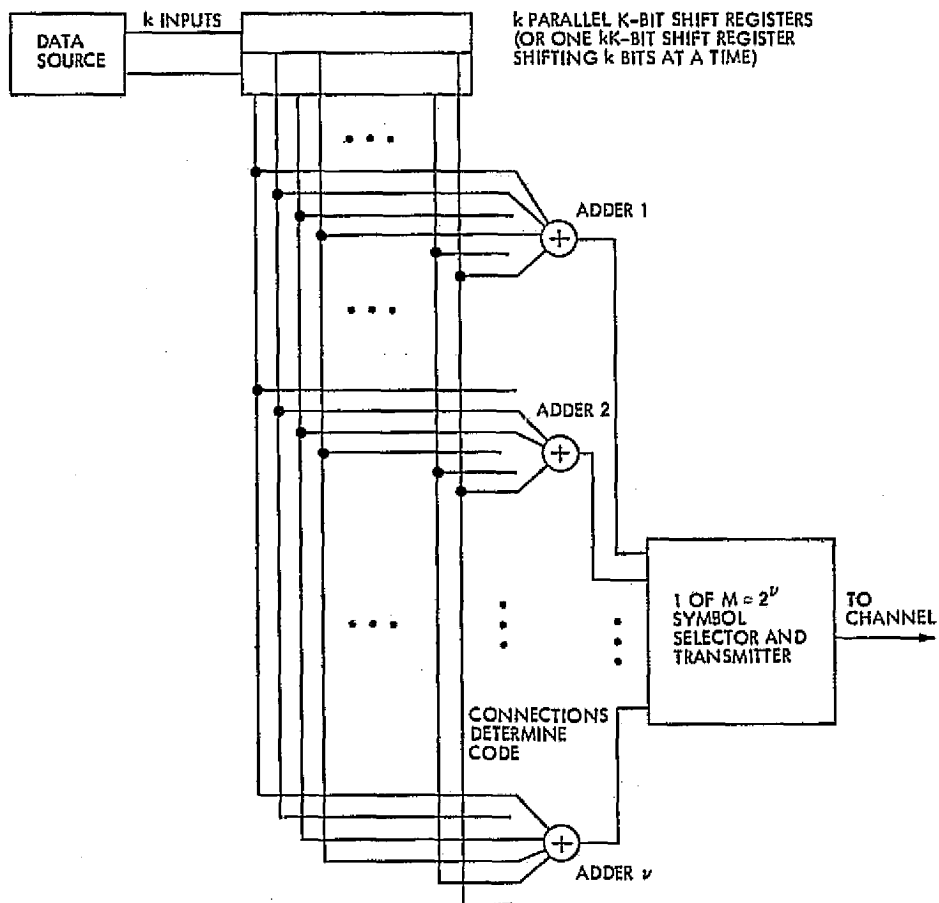 k INPUTS
DATA
SOURCE
k PARALLEL K-BIT SHIFT REGISTERS
(OR ONE kK-BIT SHIFT REGISTER
SHIFTING k BITS AT A TIME)
ADDER 1
+
ADDER 2
+
1 OF M = 2^ν
SYMBOL
SELECTOR AND
TRANSMITTER
TO
CHANNEL
CONNECTIONS
DETERMINE
CODE
+
ADDER ν